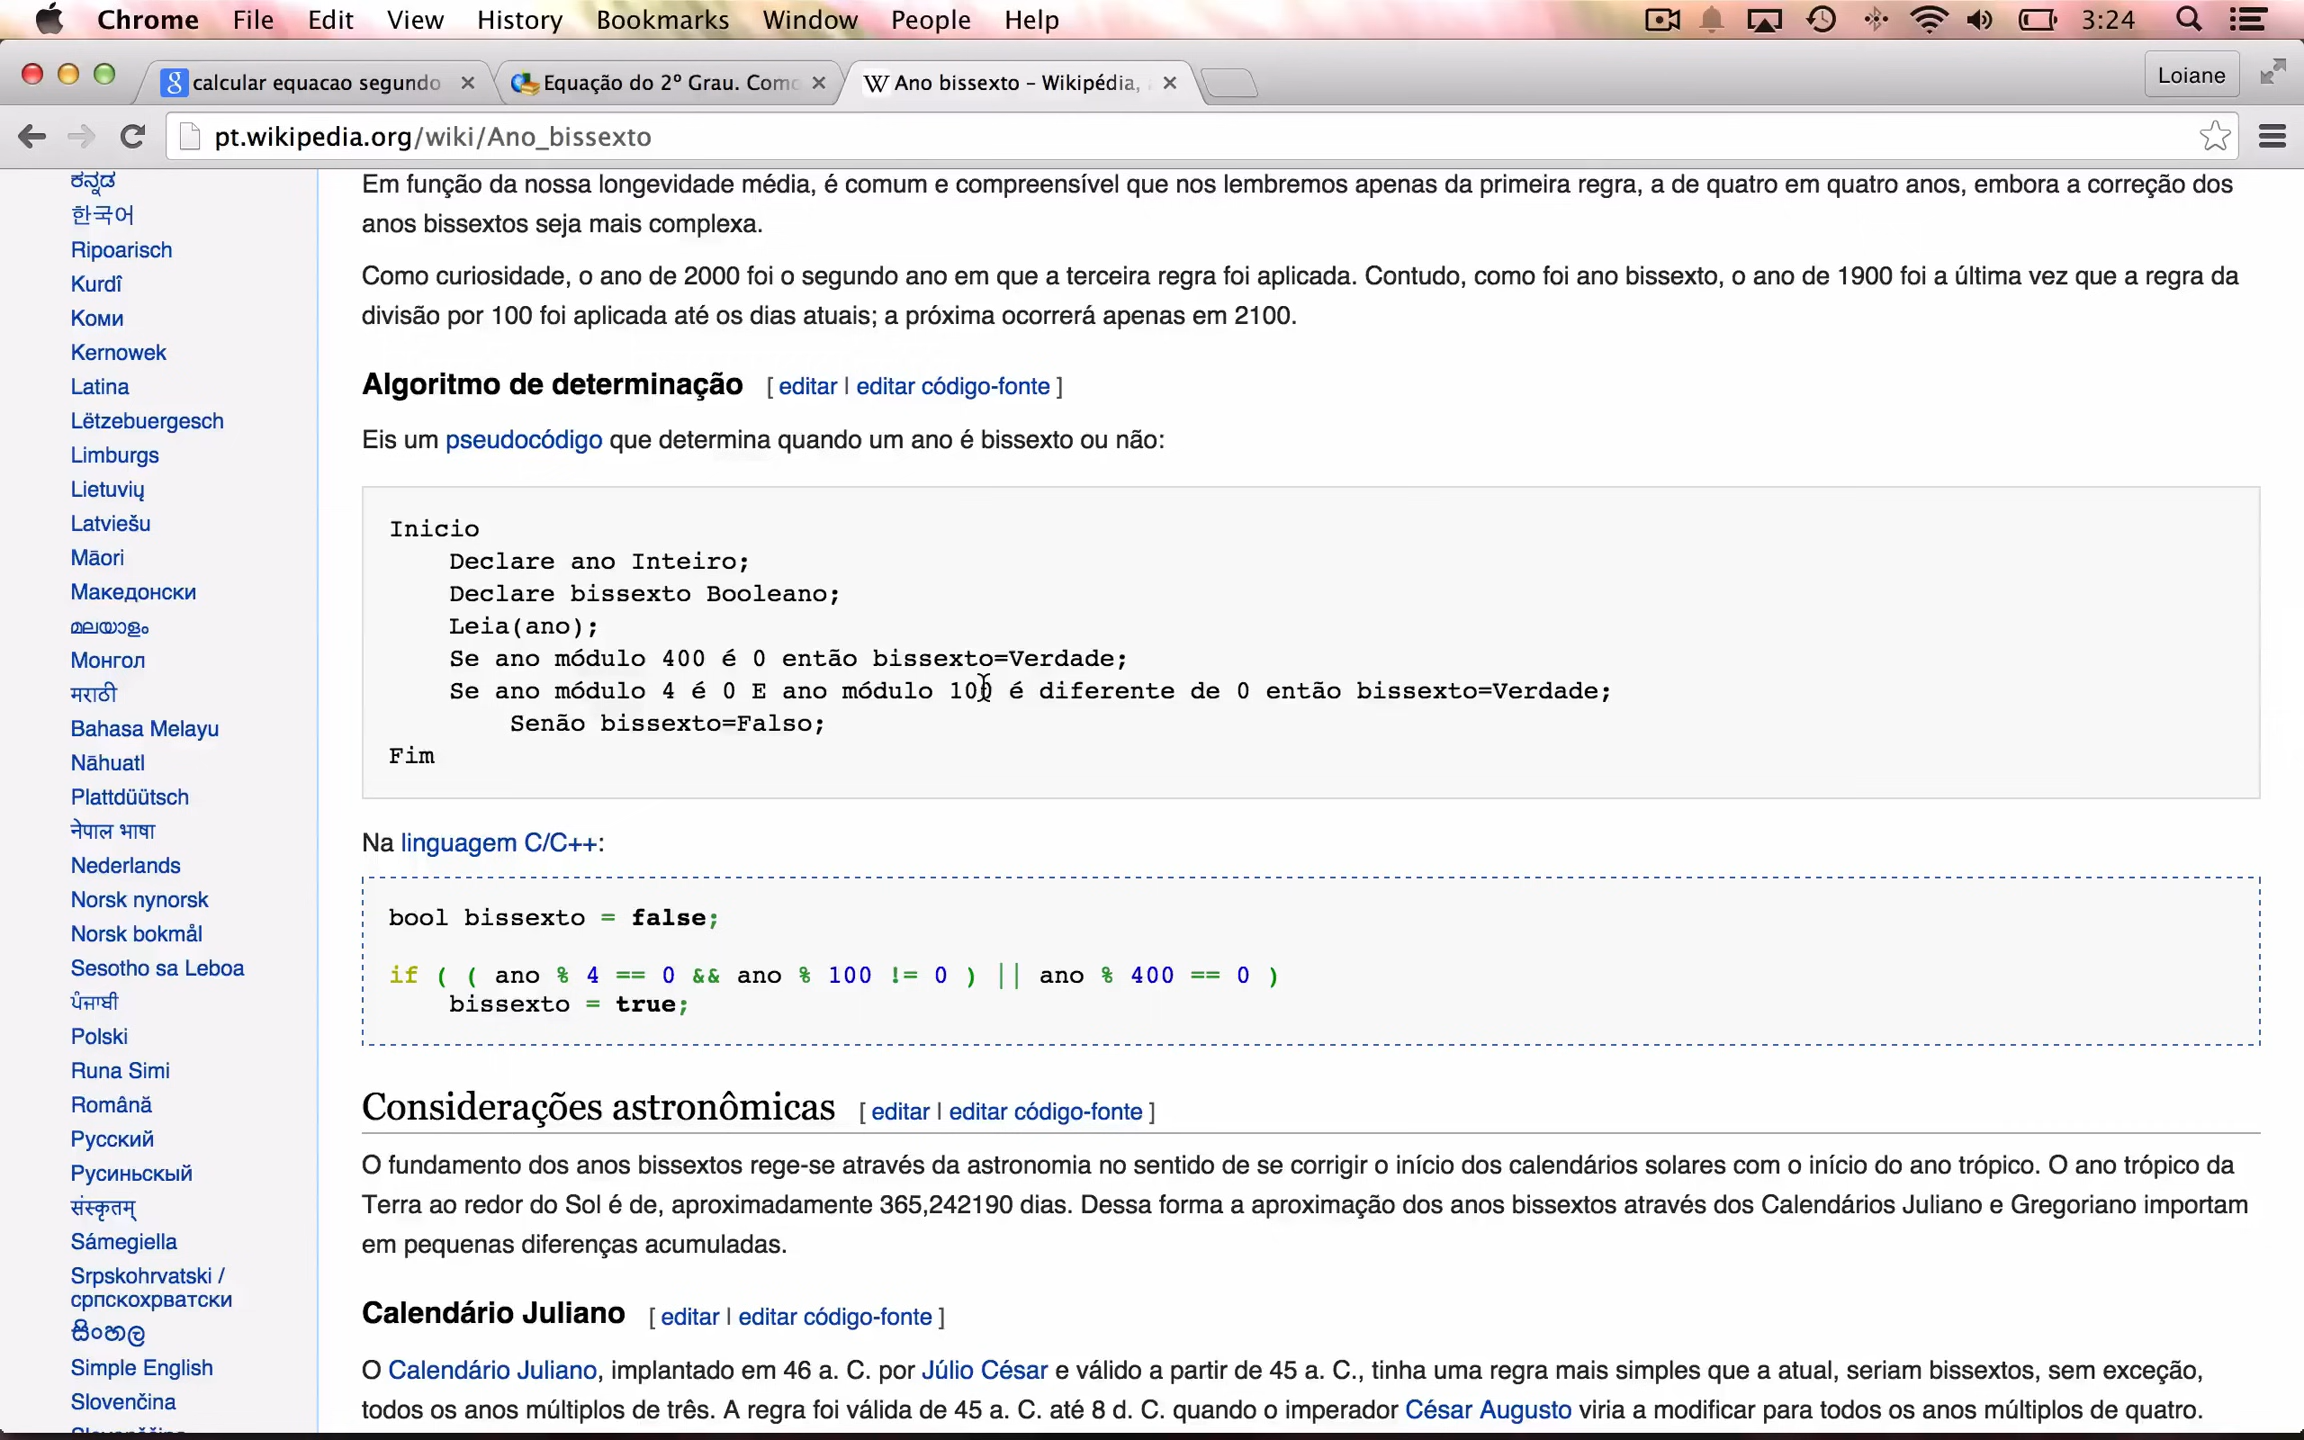 Chrome File Edit View History Bookmarks Window People Help 3:24
calcular equacao segundo
Equação do 2º Grau. Como
Ano bissexto – Wikipédia,
Loiane
pt.wikipedia.org/wiki/Ano_bissexto
ಕನ್ನಡ
한국어
Ripoarisch
Kurdî
Коми
Kernowek
Latina
Lëtzebuergesch
Limburgs
Lietuvių
Latviešu
Māori
Македонски
മലയാളം
Монгол
मराठी
Bahasa Melayu
Nāhuatl
Plattdüütsch
नेपाल भाषा
Nederlands
Norsk nynorsk
Norsk bokmål
Sesotho sa Leboa
ਪੰਜਾਬੀ
Polski
Runa Simi
Română
Русский
Русиньскый
संस्कृतम्
Sámegiella
Srpskohrvatski /
српскохрватски
සිංහල
Simple English
Slovenčina
Em função da nossa longevidade média, é comum e compreensível que nos lembremos apenas da primeira regra, a de quatro em quatro anos, embora a correção dos
anos bissextos seja mais complexa.
Como curiosidade, o ano de 2000 foi o segundo ano em que a terceira regra foi aplicada. Contudo, como foi ano bissexto, o ano de 1900 foi a última vez que a regra da
divisão por 100 foi aplicada até os dias atuais; a próxima ocorrerá apenas em 2100.
Algoritmo de determinação [ editar | editar código-fonte ]
Eis um pseudocódigo que determina quando um ano é bissexto ou não:
Inicio
Declare ano Inteiro;
Declare bissexto Booleano;
Leia(ano);
Se ano módulo 400 é 0 então bissexto=Verdade;
Se ano módulo 4 é 0 E ano módulo 100 é diferente de 0 então bissexto=Verdade;
Senão bissexto=Falso;
Fim
Na linguagem C/C++:
bool bissexto = false;
if ( ( ano % 4 == 0 && ano % 100 != 0 ) || ano % 400 == 0 )
bissexto = true;
Considerações astronômicas [ editar | editar código-fonte ]
O fundamento dos anos bissextos rege-se através da astronomia no sentido de se corrigir o início dos calendários solares com o início do ano trópico. O ano trópico da
Terra ao redor do Sol é de, aproximadamente 365,242190 dias. Dessa forma a aproximação dos anos bissextos através dos Calendários Juliano e Gregoriano importam
em pequenas diferenças acumuladas.
Calendário Juliano [ editar | editar código-fonte ]
O Calendário Juliano, implantado em 46 a. C. por Júlio César e válido a partir de 45 a. C., tinha uma regra mais simples que a atual, seriam bissextos, sem exceção,
todos os anos múltiplos de três. A regra foi válida de 45 a. C. até 8 d. C. quando o imperador César Augusto viria a modificar para todos os anos múltiplos de quatro.